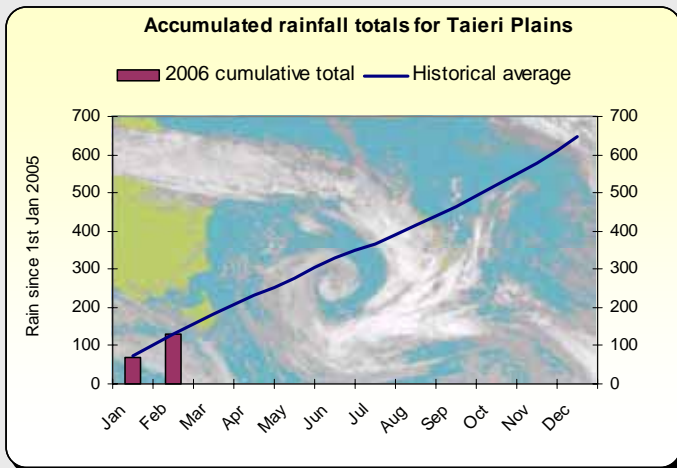 Accumulated rainfall totals for Taieri Plains
2006 cumulative total Historical average
Rain since 1st Jan 2005
700 700
600 600
500 500
400 400
300 300
200 200
100 100
0 0
Jan Feb Mar Apr May Jun Jul Aug Sep Oct Nov Dec